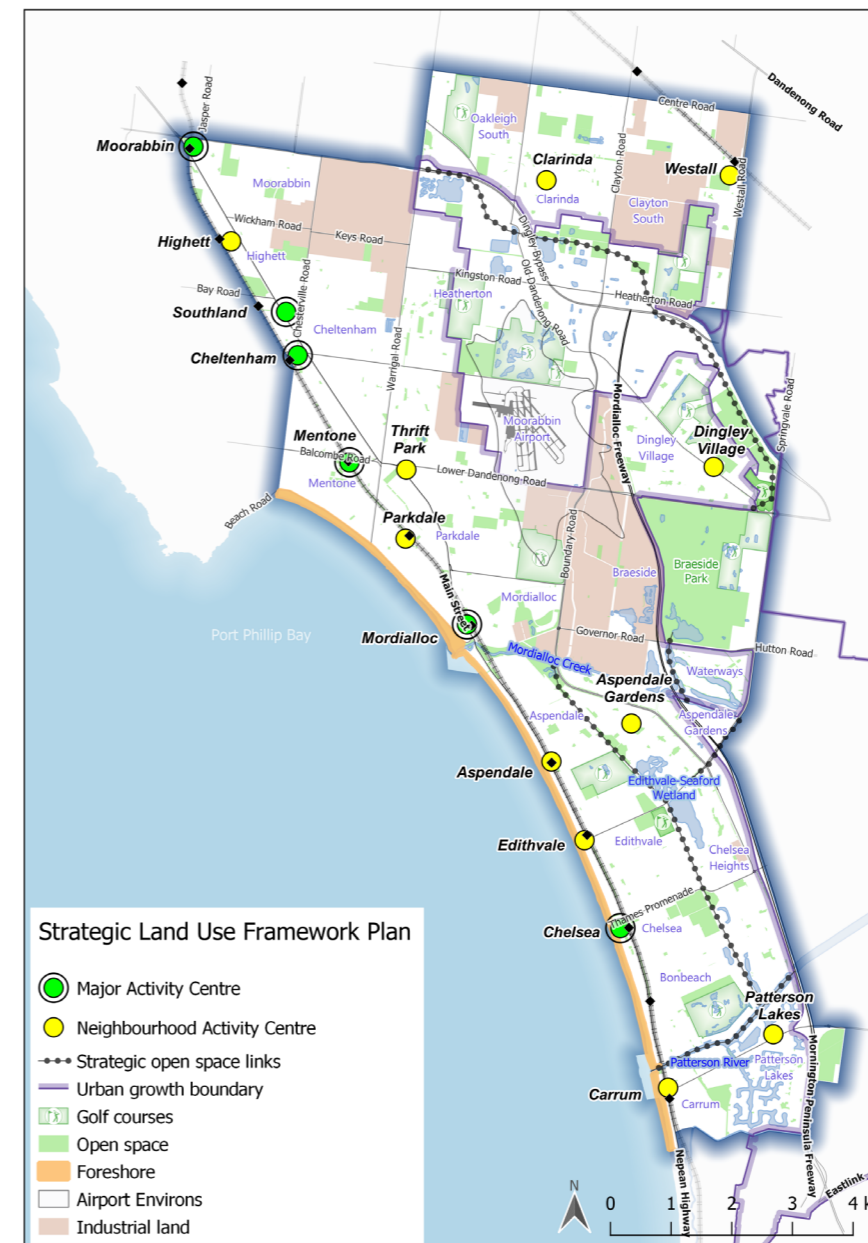 Dandenong Road
Jasper Road
Centre Road
Oakleigh
South
Moorabbin
Clarinda
Clayton Road
Westall
Westall Road
Moorabbin
Clarinda
Clayton
South
Wickham Road
Keys Road
Dingley Bypass
Highett
Highett
Old Dandenong Road
Kingston Road
Bay Road
Heatherton
Heatherton Road
Southland
Chesterville Road
Cheltenham
Warrigal Road
Cheltenham
Mordialloc Freeway
Springvale Road
Mentone
Thrift
Park
Moorabbin
Airport
Dingley
Village
Dingley
Village
Balcombe Road
Lower Dandenong Road
Mentone
Beach Road
Parkdale
Parkdale
Boundary Road
Braeside
Braeside
Park
Main Street
Mordialloc
Port Phillip Bay
Mordialloc
Governor Road
Hutton Road
Mordialloc Creek
Waterways
Aspendale
Gardens
Aspendale
Aspendale
Gardens
Aspendale
Edithvale-Seaford
Wetland
Edithvale
Edithvale
Chelsea
Heights
Thames Promenade
Chelsea
Chelsea
Bonbeach
Patterson
Lakes
Patterson River
Patterson
Lakes
Carrum
Carrum
Mornington Peninsula Freeway
Nepean Highway
Eastlink
Strategic Land Use Framework Plan
Major Activity Centre
Neighbourhood Activity Centre
Strategic open space links
Urban growth boundary
Golf courses
Open space
Foreshore
Airport Environs
Industrial land
N
0 1 2 3 4 k